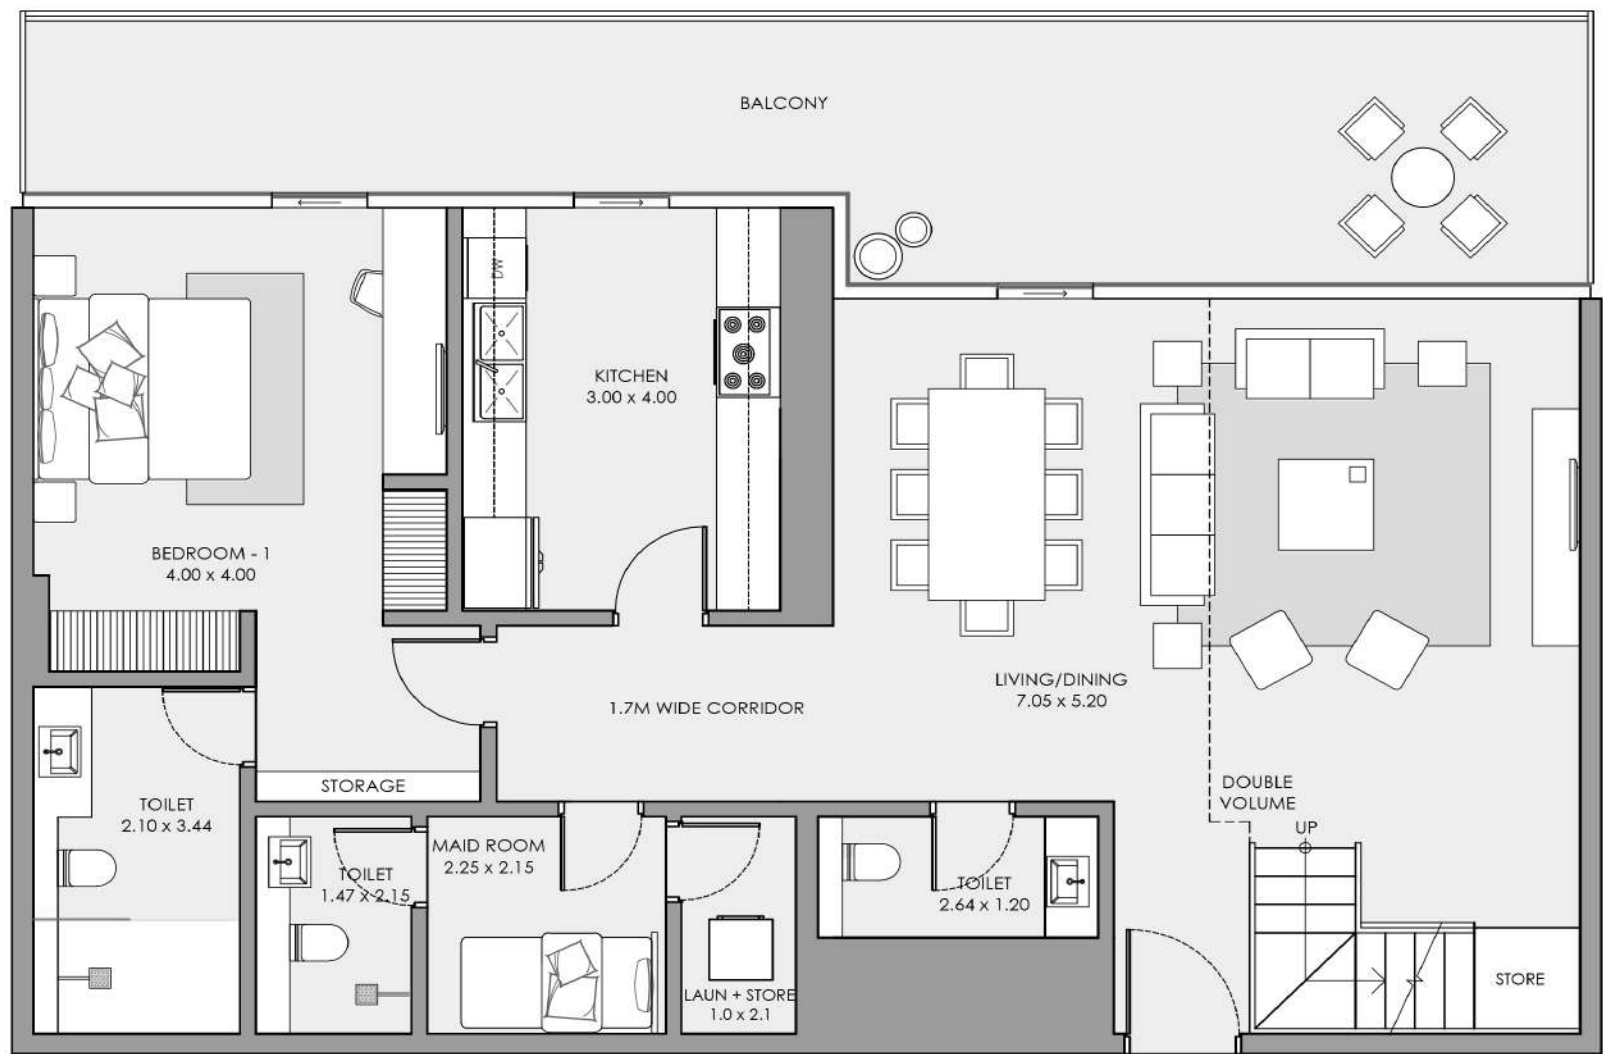 BALCONY
DW
KITCHEN
3.00 x 4.00
BEDROOM - 1
4.00 x 4.00
LIVING/DINING
7.05 x 5.20
1.7M WIDE CORRIDOR
STORAGE
DOUBLE
VOLUME
UP
TOILET
2.10 x 3.44
MAID ROOM
2.25 x 2.15
TOILET
1.47 x 2.15
TOILET
2.64 x 1.20
STORE
LAUN + STORE
1.0 x 2.1